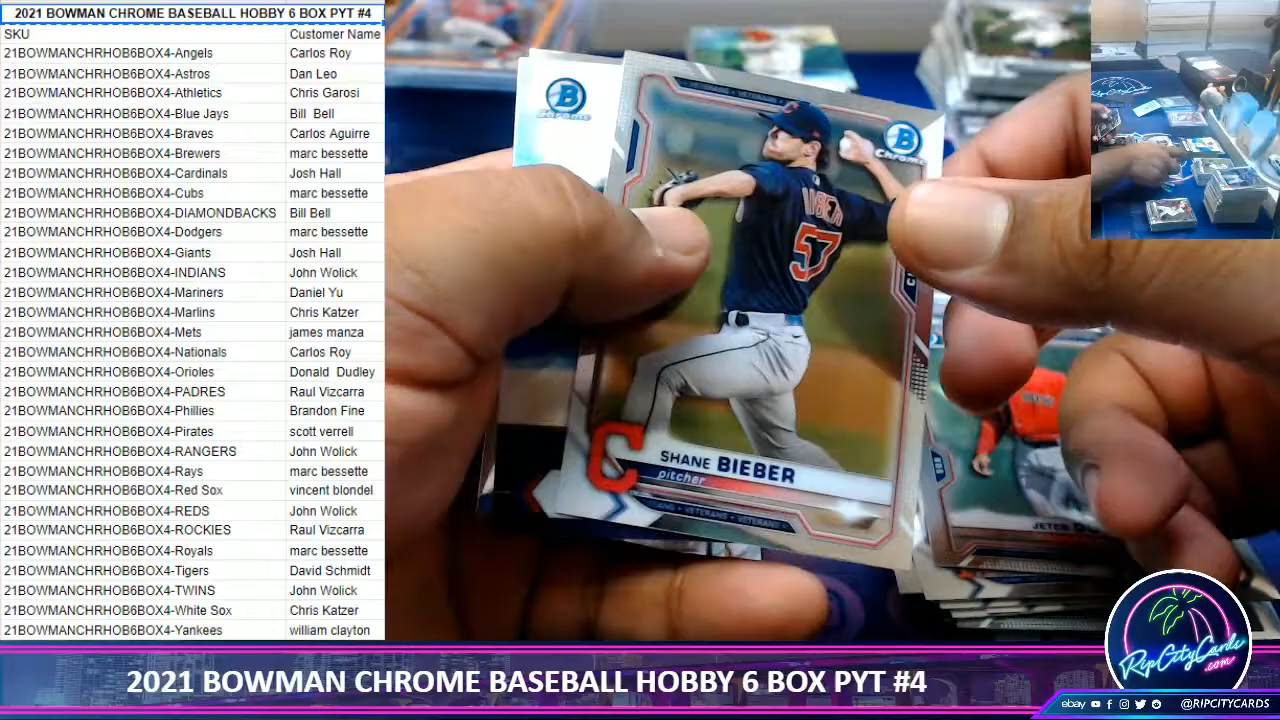 2021 BOWMAN CHROME BASEBALL HOBBY 6 BOX PYT #4
SKU Customer Name
21BOWMANCHRHOB6BOX4-Angels Carlos Roy
21BOWMANCHRHOB6BOX4-Astros Dan Leo
21BOWMANCHRHOB6BOX4-Athletics Chris Garosi
21BOWMANCHRHOB6BOX4-Blue Jays Bill Bell
21BOWMANCHRHOB6BOX4-Braves Carlos Aguirre
21BOWMANCHRHOB6BOX4-Brewers marc bessette
21BOWMANCHRHOB6BOX4-Cardinals Josh Hall
21BOWMANCHRHOB6BOX4-Cubs marc bessette
21BOWMANCHRHOB6BOX4-DIAMONDBACKS Bill Bell
21BOWMANCHRHOB6BOX4-Dodgers marc bessette
21BOWMANCHRHOB6BOX4-Giants Josh Hall
21BOWMANCHRHOB6BOX4-INDIANS John Wolick
21BOWMANCHRHOB6BOX4-Mariners Daniel Yu
21BOWMANCHRHOB6BOX4-Marlins Chris Katzer
21BOWMANCHRHOB6BOX4-Mets james manza
21BOWMANCHRHOB6BOX4-Nationals Carlos Roy
21BOWMANCHRHOB6BOX4-Orioles Donald Dudley
21BOWMANCHRHOB6BOX4-PADRES Raul Vizcarra
21BOWMANCHRHOB6BOX4-Phillies Brandon Fine
21BOWMANCHRHOB6BOX4-Pirates scott verrell
21BOWMANCHRHOB6BOX4-RANGERS John Wolick
21BOWMANCHRHOB6BOX4-Rays marc bessette
21BOWMANCHRHOB6BOX4-Red Sox vincent blondel
21BOWMANCHRHOB6BOX4-REDS John Wolick
21BOWMANCHRHOB6BOX4-ROCKIES Raul Vizcarra
21BOWMANCHRHOB6BOX4-Royals marc bessette
21BOWMANCHRHOB6BOX4-Tigers David Schmidt
21BOWMANCHRHOB6BOX4-TWINS John Wolick
21BOWMANCHRHOB6BOX4-White Sox Chris Katzer
21BOWMANCHRHOB6BOX4-Yankees william clayton
B Chrome
VETERANS • VETERANS
B Chrome
57
C
SHANE BIEBER
pitcher
VETERANS • VETERANS
JETER
RipCityCards
.com
2021 BOWMAN CHROME BASEBALL HOBBY 6 BOX PYT #4
ebay @RIPCITYCARDS